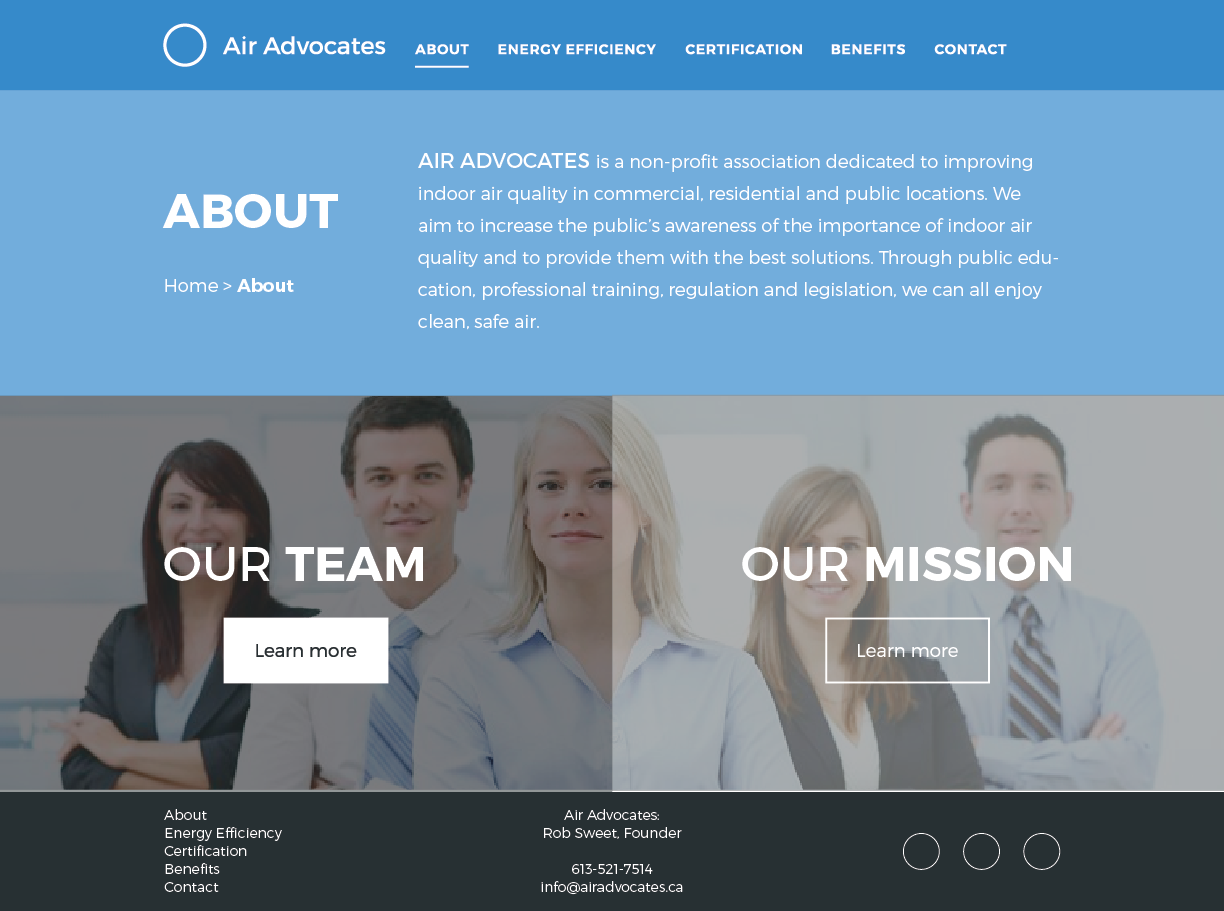 Air Advocates
ABOUT ENERGY EFFICIENCY CERTIFICATION BENEFITS CONTACT
ABOUT
Home > About
AIR ADVOCATES is a non-profit association dedicated to improving
indoor air quality in commercial, residential and public locations. We
aim to increase the public’s awareness of the importance of indoor air
quality and to provide them with the best solutions. Through public edu-
cation, professional training, regulation and legislation, we can all enjoy
clean, safe air.
OUR TEAM
Learn more
OUR MISSION
Learn more
About
Energy Efficiency
Certification
Benefits
Contact
Air Advocates:
Rob Sweet, Founder
613-521-7514
info@airadvocates.ca